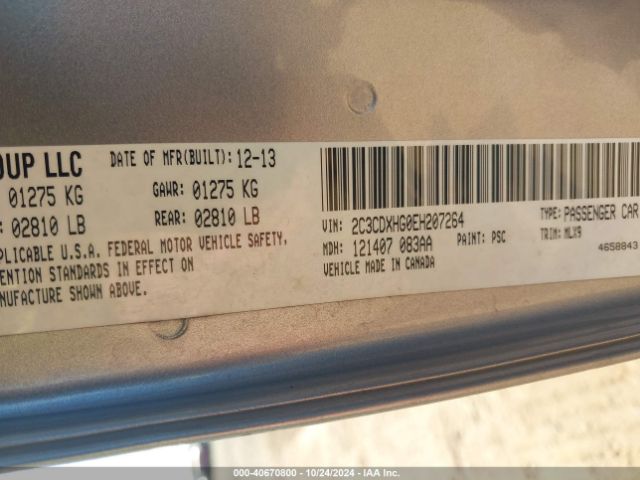 OUP LLC DATE OF MFR(BUILT): 12-13
01275 KG GAWR: 01275 KG
02810 LB REAR: 02810 LB
PLICABLE U.S.A. FEDERAL MOTOR VEHICLE SAFETY,
ENTION STANDARDS IN EFFECT ON
NUFACTURE SHOWN ABOVE.
VIN: 2C3CDXHG0EH207264 TYPE: PASSENGER CAR
MDH: 121407 083AA PAINT: PSC TRIM: MLX9
VEHICLE MADE IN CANADA 4658843
000-40670800 - 10/24/2024 - IAA Inc.